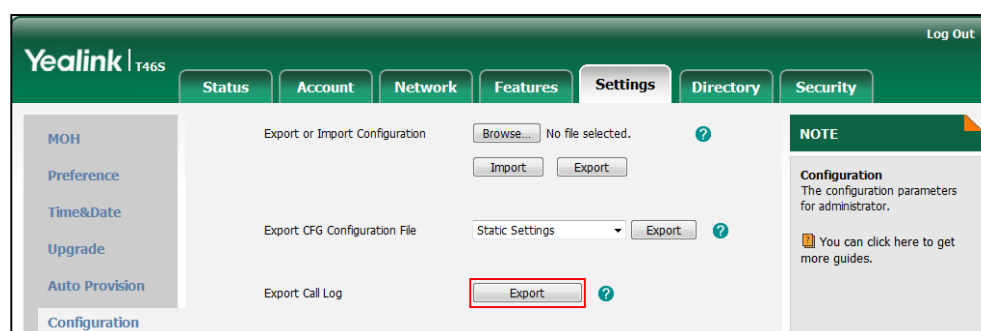 Log Out
Yealink T46S
Status Account Network Features Settings Directory Security
MOH
Preference
Time&Date
Upgrade
Auto Provision
Configuration
Export or Import Configuration Browse... No file selected. ?
Import Export
Export CFG Configuration File Static Settings Export ?
Export Call Log Export ?
NOTE
Configuration
The configuration parameters
for administrator.
? You can click here to get
more guides.